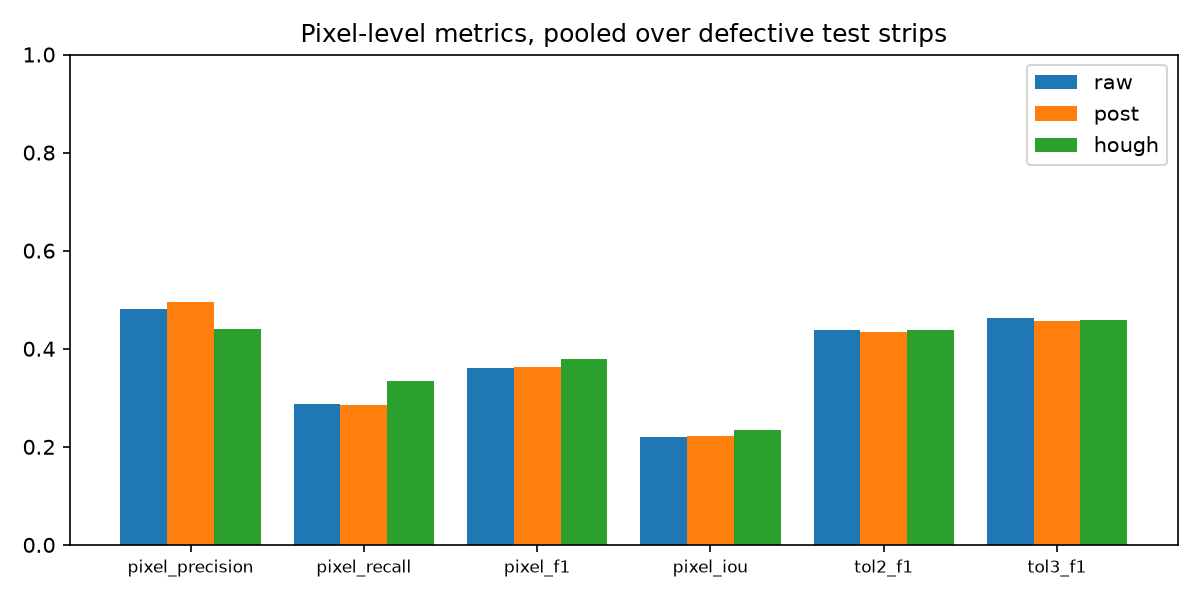 Pixel-level metrics, pooled over defective test strips
1.0
0.8
0.6
0.4
0.2
0.0
raw
post
hough
pixel_precision
pixel_recall
pixel_f1
pixel_iou
tol2_f1
tol3_f1